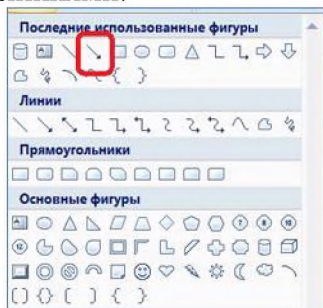 Последние использованные фигуры
Линии
Прямоугольники
Основные фигуры